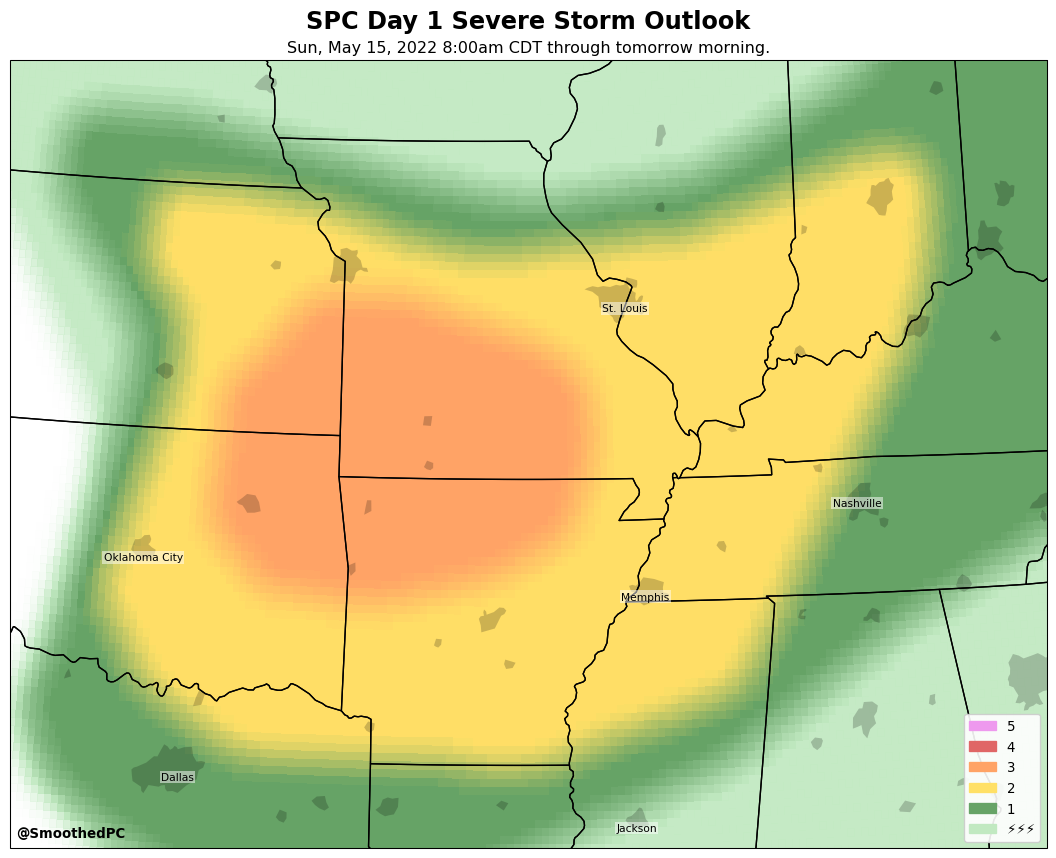 SPC Day 1 Severe Storm Outlook
Sun, May 15, 2022 8:00am CDT through tomorrow morning.
St. Louis
Nashville
Oklahoma City
Memphis
Dallas
Jackson
5
4
3
2
1
⚡⚡⚡
@SmoothedPC